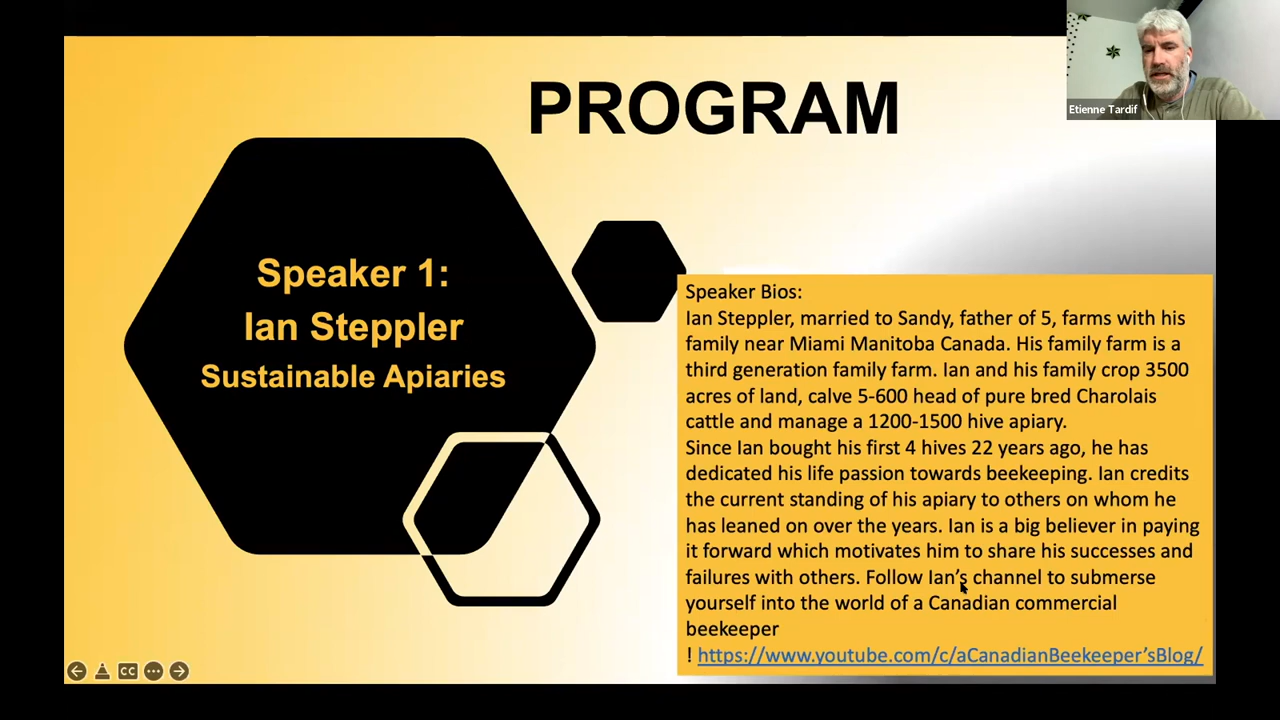 PROGRAM
Etienne Tardif
Speaker 1:
Ian Steppler
Sustainable Apiaries
Speaker Bios:
Ian Steppler, married to Sandy, father of 5, farms with his
family near Miami Manitoba Canada. His family farm is a
third generation family farm. Ian and his family crop 3500
acres of land, calve 5-600 head of pure bred Charolais
cattle and manage a 1200-1500 hive apiary.
Since Ian bought his first 4 hives 22 years ago, he has
dedicated his life passion towards beekeeping. Ian credits
the current standing of his apiary to others on whom he
has leaned on over the years. Ian is a big believer in paying
it forward which motivates him to share his successes and
failures with others. Follow Ian’s channel to submerse
yourself into the world of a Canadian commercial
beekeeper
! https://www.youtube.com/c/aCanadianBeekeeper’sBlog/
CC